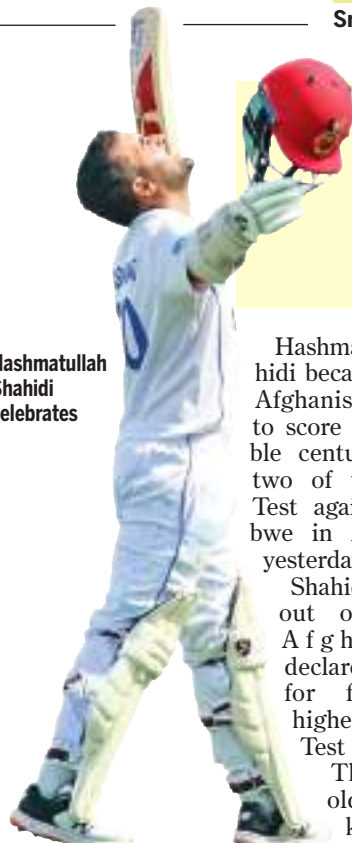 Hashmatullah
Shahidi
celebrates
Hashma
hidi beca
Afghanis
to score
ble centu
two of
Test agai
bwe in
yesterda
Shahid
out o
Afgh
declare
for f
highe
Test
Th
old
k